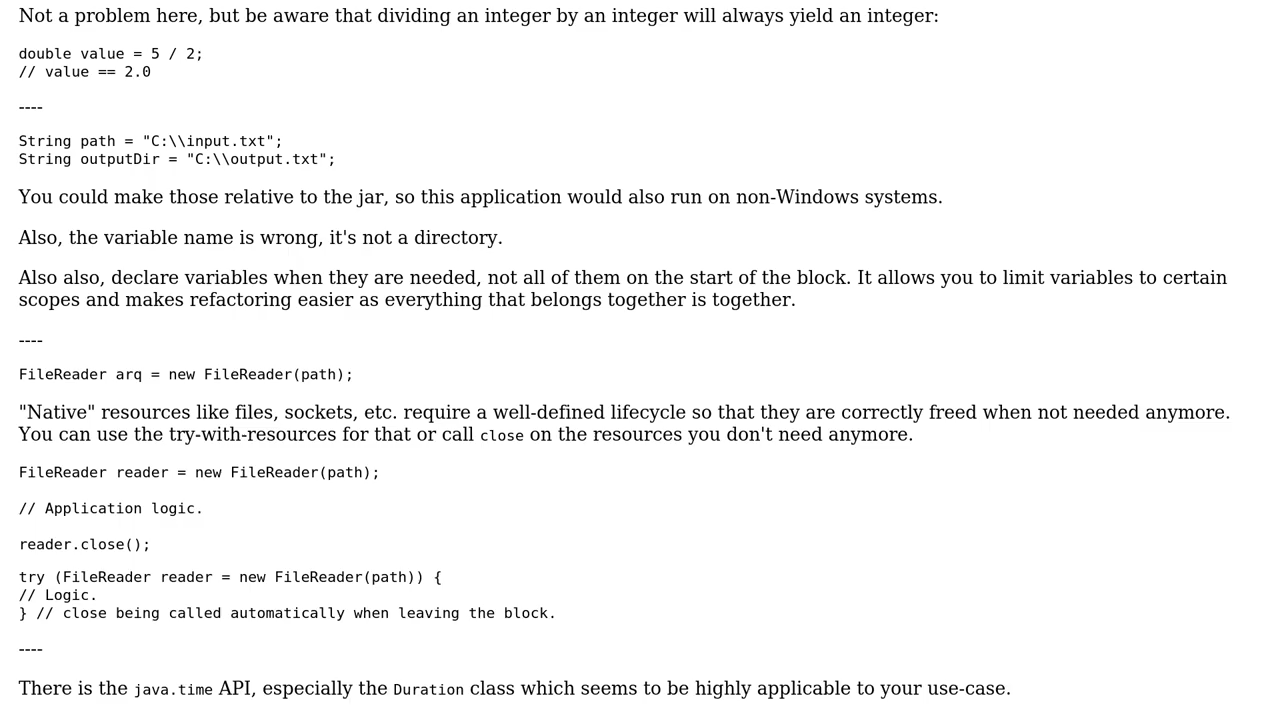 Not a problem here, but be aware that dividing an integer by an integer will always yield an integer:
double value = 5 / 2;
// value == 2.0
----
String path = "C:\\input.txt";
String outputDir = "C:\\output.txt";
You could make those relative to the jar, so this application would also run on non-Windows systems.
Also, the variable name is wrong, it's not a directory.
Also also, declare variables when they are needed, not all of them on the start of the block. It allows you to limit variables to certain
scopes and makes refactoring easier as everything that belongs together is together.
----
FileReader arq = new FileReader(path);
"Native" resources like files, sockets, etc. require a well-defined lifecycle so that they are correctly freed when not needed anymore.
You can use the try-with-resources for that or call close on the resources you don't need anymore.
FileReader reader = new FileReader(path);
// Application logic.
reader.close();
try (FileReader reader = new FileReader(path)) {
// Logic.
} // close being called automatically when leaving the block.
----
There is the java.time API, especially the Duration class which seems to be highly applicable to your use-case.